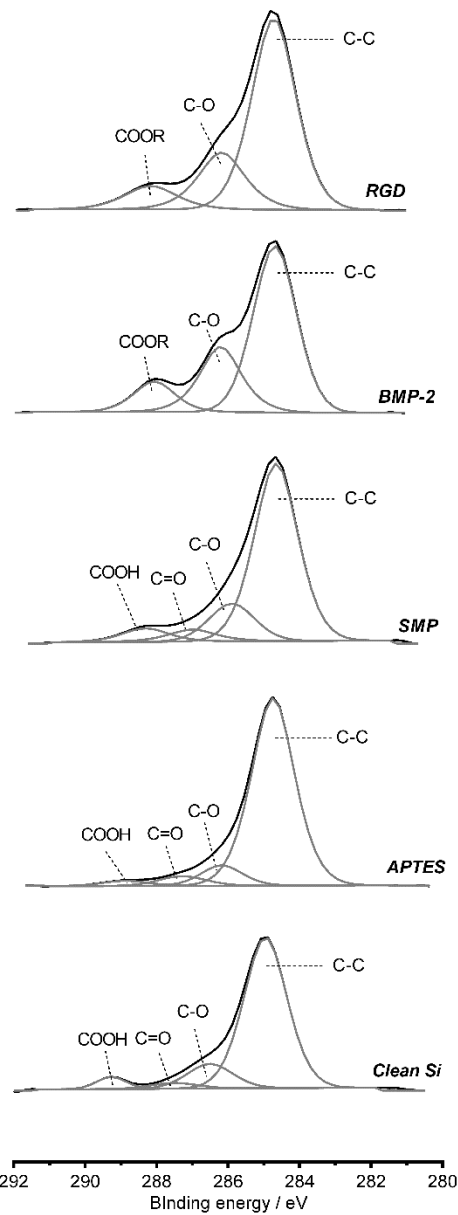 C-C
C-O
COOR
RGD
C-C
C-O
COOR
BMP-2
C-C
C-O
COOH
C=O
SMP
C-C
C-O
COOH
C=O
APTES
C-C
C-O
COOH
C=O
Clean Si
292 290 288 286 284 282 280
BInding energy / eV